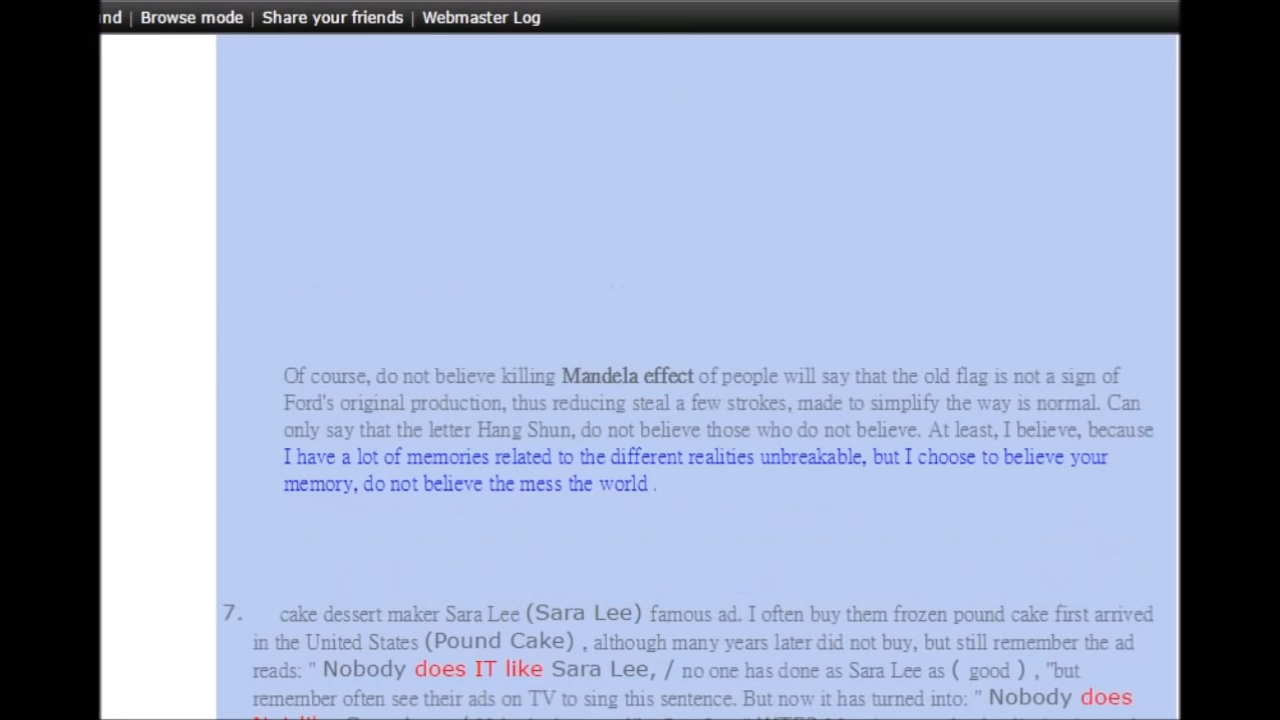 nd | Browse mode | Share your friends | Webmaster Log
Of course, do not believe killing Mandela effect of people will say that the old flag is not a sign of
Ford's original production, thus reducing steal a few strokes, made to simplify the way is normal. Can
only say that the letter Hang Shun, do not believe those who do not believe. At least, I believe, because
I have a lot of memories related to the different realities unbreakable, but I choose to believe your
memory, do not believe the mess the world .
7. cake dessert maker Sara Lee (Sara Lee) famous ad. I often buy them frozen pound cake first arrived
in the United States (Pound Cake) , although many years later did not buy, but still remember the ad
reads: " Nobody does IT like Sara Lee, / no one has done as Sara Lee as ( good ) , "but
remember often see their ads on TV to sing this sentence. But now it has turned into: " Nobody does